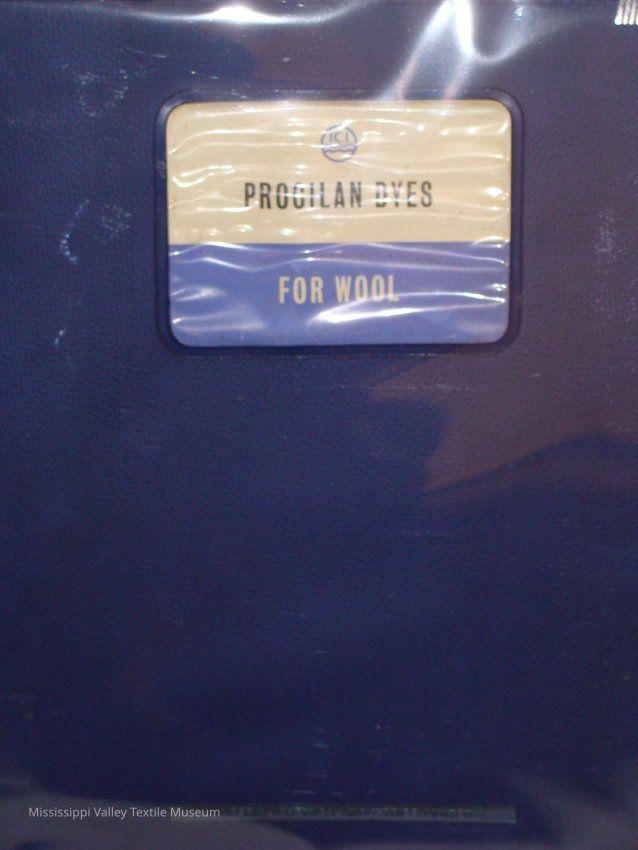 ICI
PROCILAN DYES
FOR WOOL
Mississippi Valley Textile Museum